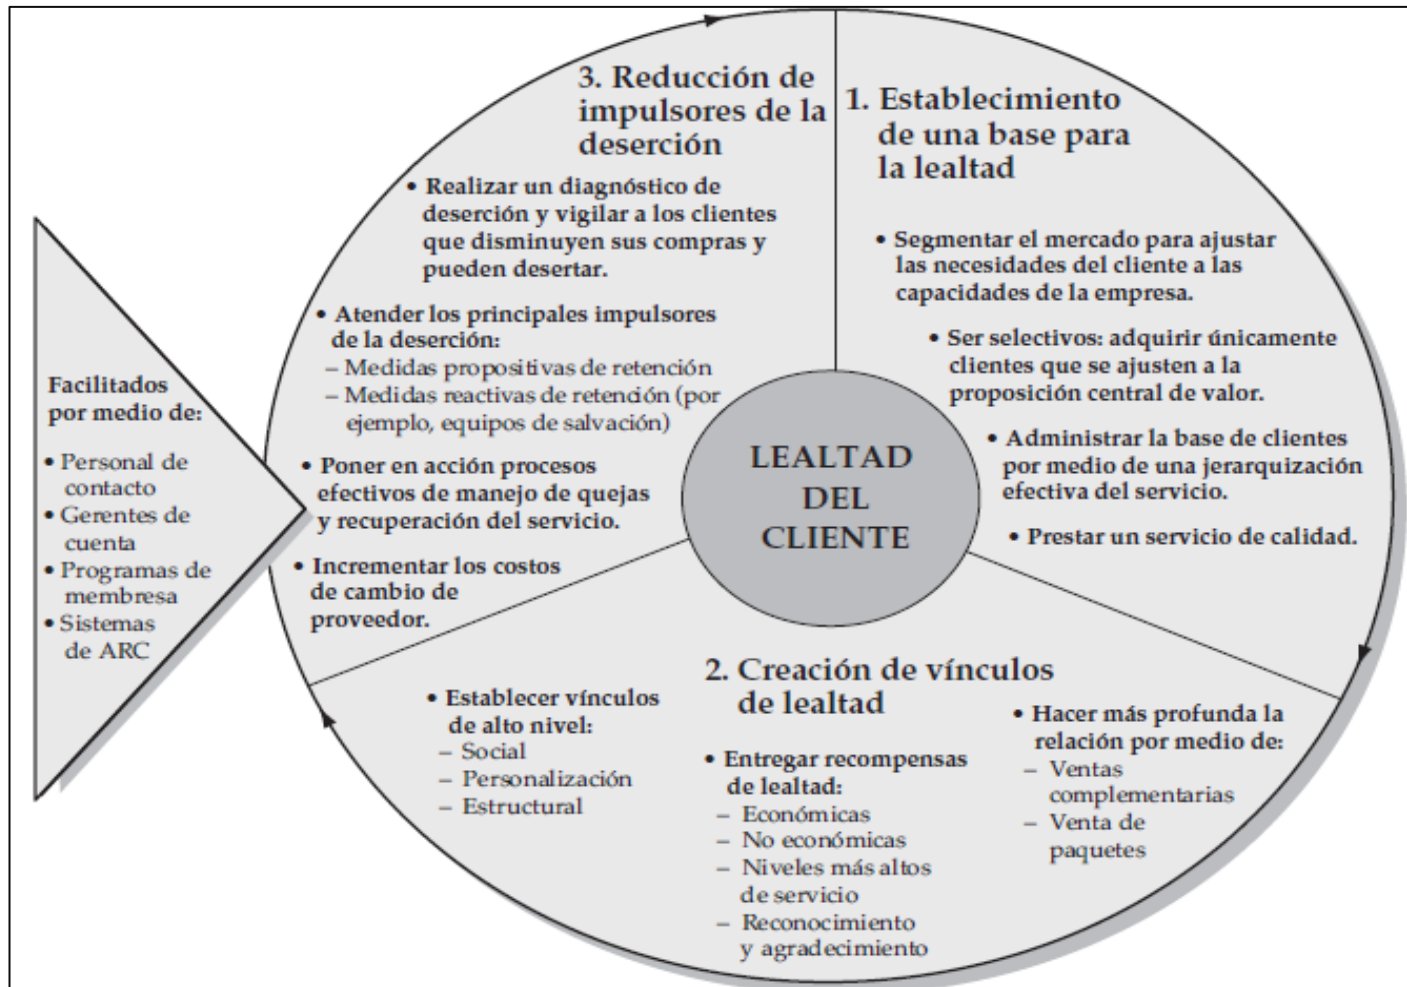 3. Reducción de
impulsores de la
deserción
• Realizar un diagnóstico de
deserción y vigilar a los clientes
que disminuyen sus compras y
pueden desertar.
• Atender los principales impulsores
de la deserción:
– Medidas propositivas de retención
– Medidas reactivas de retención (por
ejemplo, equipos de salvación)
• Poner en acción procesos
efectivos de manejo de quejas
y recuperación del servicio.
• Incrementar los costos
de cambio de
proveedor.
1. Establecimiento
de una base para
la lealtad
• Segmentar el mercado para ajustar
las necesidades del cliente a las
capacidades de la empresa.
• Ser selectivos: adquirir únicamente
clientes que se ajusten a la
proposición central de valor.
• Administrar la base de clientes
por medio de una jerarquización
efectiva del servicio.
• Prestar un servicio de calidad.
LEALTAD
DEL
CLIENTE
Facilitados
por medio de:
• Personal de
contacto
• Gerentes de
cuenta
• Programas de
membresa
• Sistemas
de ARC
2. Creación de vínculos
de lealtad
• Establecer vínculos
de alto nivel:
– Social
– Personalización
– Estructural
• Entregar recompensas
de lealtad:
– Económicas
– No económicas
– Niveles más altos
de servicio
– Reconocimiento
y agradecimiento
• Hacer más profunda la
relación por medio de:
– Ventas
complementarias
– Venta de
paquetes